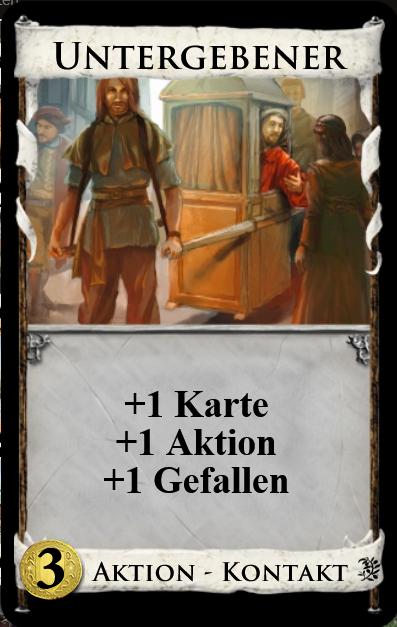 Untergebener
+1 Karte
+1 Aktion
+1 Gefallen
3 Aktion - Kontakt